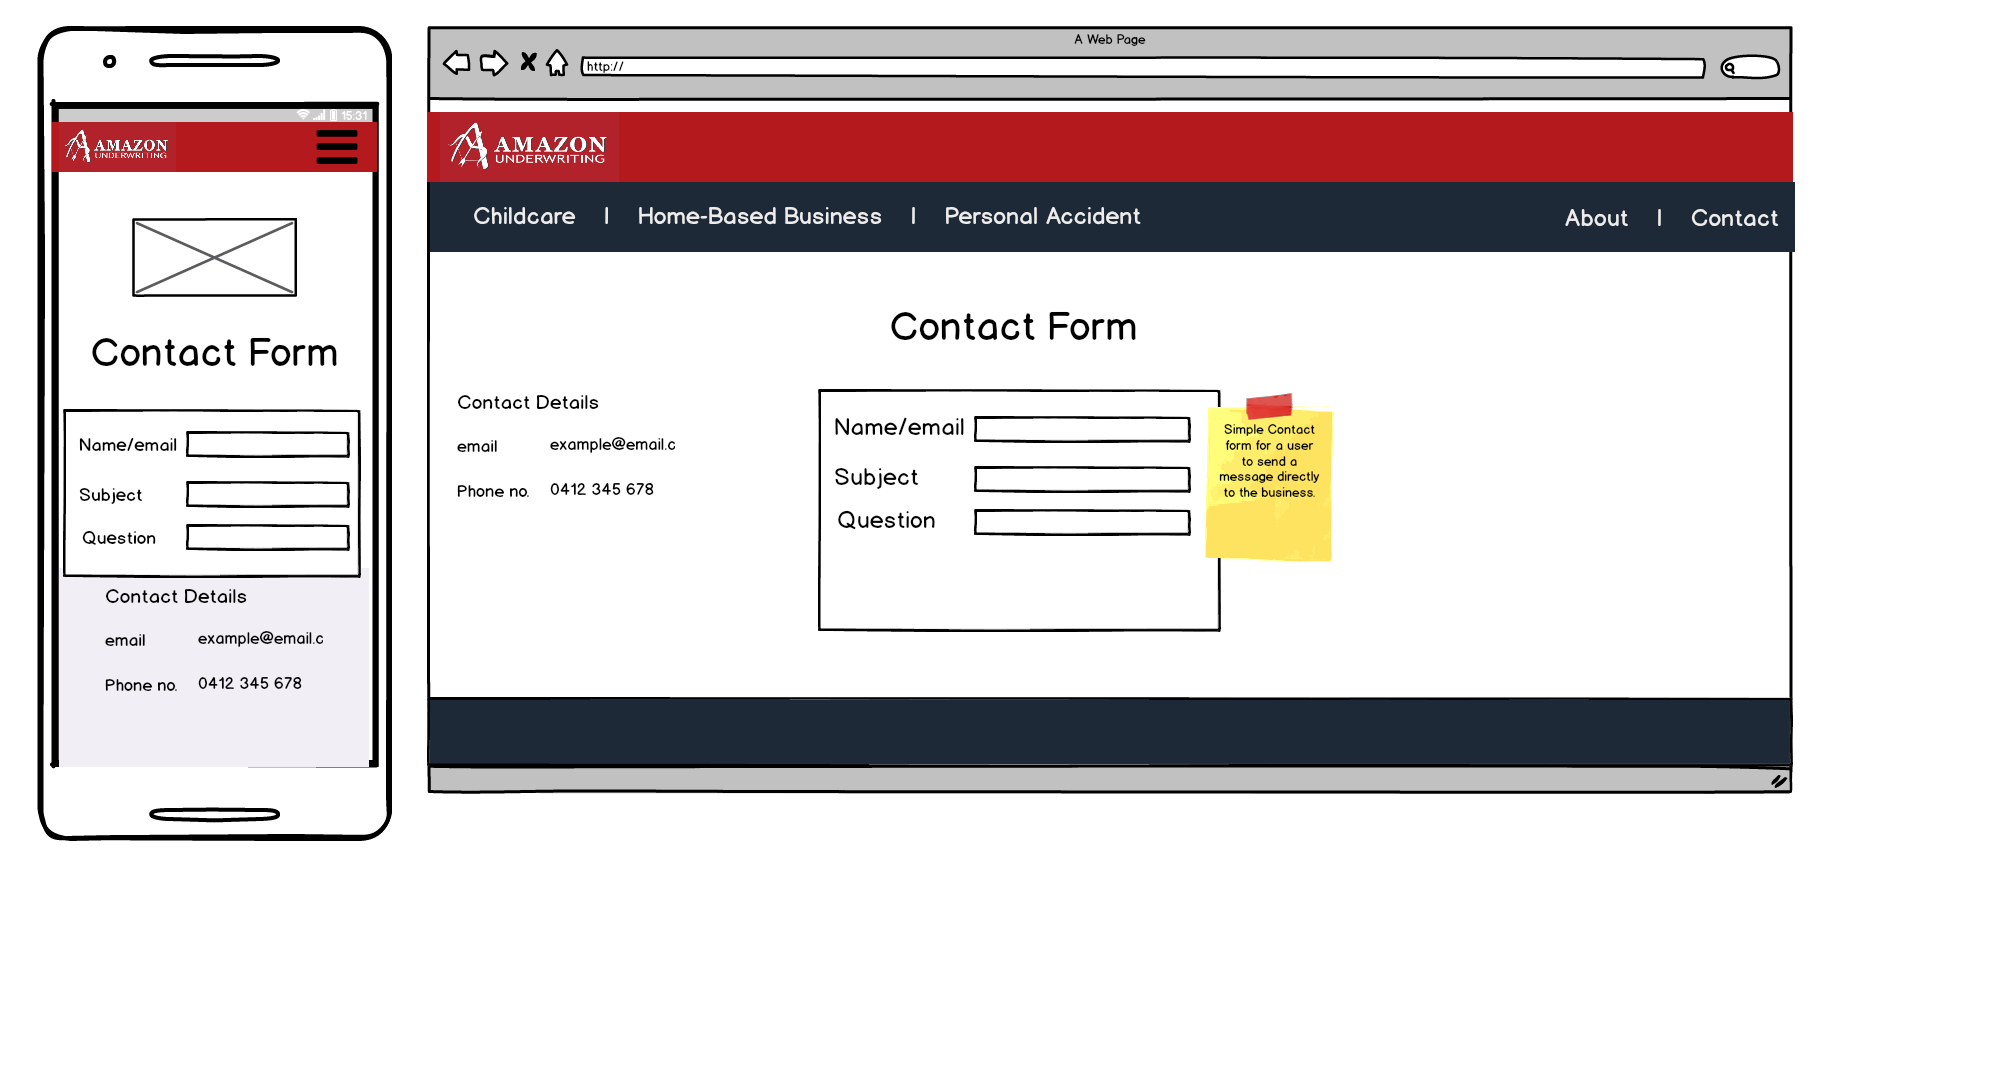 15:31
AMAZON
UNDERWRITING
Contact Form
Name/email
Subject
Question
Contact Details
email example@email.c
Phone no. 0412 345 678
A Web Page
http://
AMAZON
UNDERWRITING
Childcare | Home-Based Business | Personal Accident About | Contact
Contact Form
Contact Details
email example@email.c
Phone no. 0412 345 678
Name/email
Subject
Question
Simple Contact
form for a user
to send a
message directly
to the business.